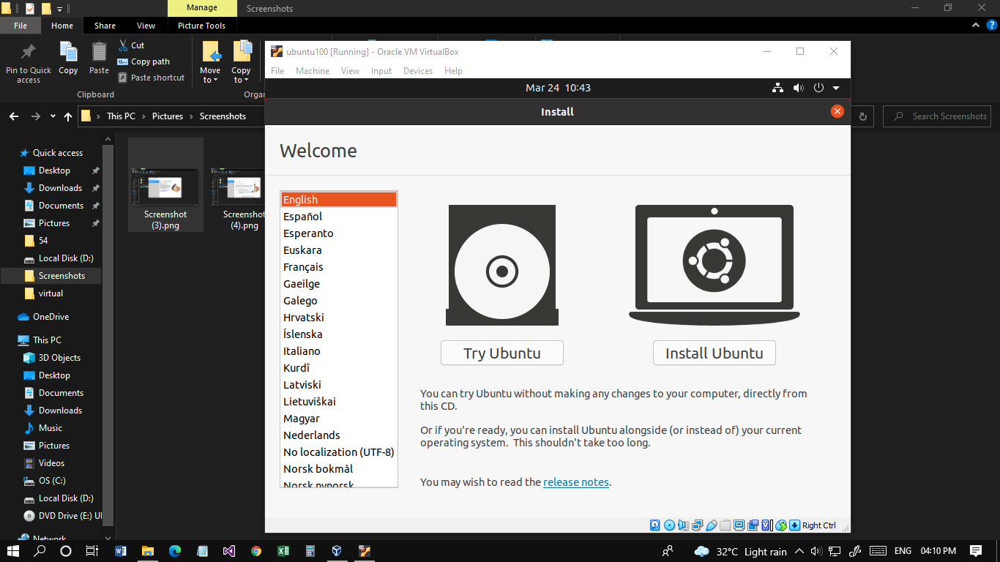 Manage
Screenshots
File
Home
Share
View
Picture Tools
Pin to Quick access
Copy
Paste
Cut
Copy path
Paste shortcut
Move to
Copy to
Clipboard
Organ
This PC
Pictures
Screenshots
Search Screenshots
Quick access
Desktop
Downloads
Documents
Pictures
54
Local Disk (D:)
Screenshots
virtual
OneDrive
This PC
3D Objects
Desktop
Documents
Downloads
Music
Pictures
Videos
OS (C:)
Local Disk (D:)
DVD Drive (E:) U
Network
Screenshot
(3).png
Screenshot
(4).png
ubuntu100 [Running] - Oracle VM VirtualBox
File
Machine
View
Input
Devices
Help
Mar 24 10:43
Install
Welcome
English
Español
Esperanto
Euskara
Français
Gaeilge
Galego
Hrvatski
Íslenska
Italiano
Kurdî
Latviski
Lietuviškai
Magyar
Nederlands
No localization (UTF-8)
Norsk bokmål
Norsk nynorsk
Try Ubuntu
Install Ubuntu
You can try Ubuntu without making any changes to your computer, directly from
this CD.
Or if you're ready, you can install Ubuntu alongside (or instead of) your current
operating system. This shouldn't take too long.
You may wish to read the release notes.
Right Ctrl
32°C Light rain
ENG
04:10 PM